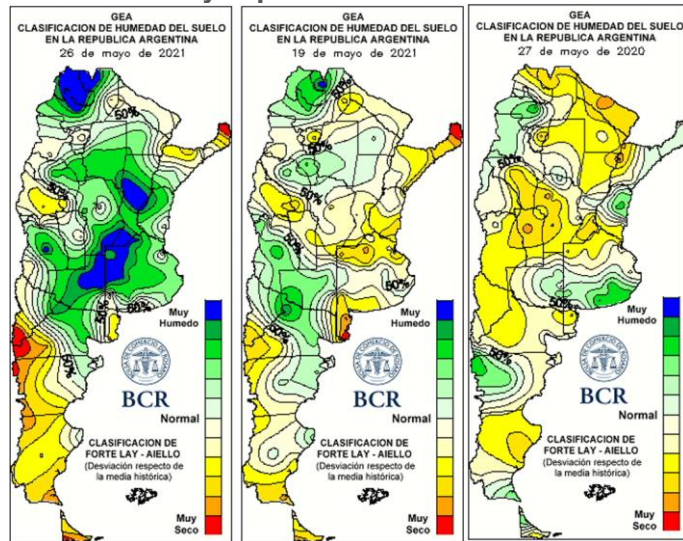 GEA
CLASIFICACION DE HUMEDAD DEL SUELO
EN LA REPUBLICA ARGENTINA
26 de mayo de 2021
50%
50%
50%
50%
50%
Muy
Humedo
BCR
Normal
CLASIFICACION DE
FORTE LAY - AIELLO
(Desviación respecto de
la media histórica)
Muy
Seco
GEA
CLASIFICACION DE HUMEDAD DEL SUELO
EN LA REPUBLICA ARGENTINA
19 de mayo de 2021
50%
50%
50%
50%
Muy
Humedo
BCR
Normal
CLASIFICACION DE
FORTE LAY - AIELLO
(Desviación respecto de
la media histórica)
Muy
Seco
GEA
CLASIFICACION DE HUMEDAD DEL SUELO
EN LA REPUBLICA ARGENTINA
27 de mayo de 2020
50%
50%
50%
Muy
Humedo
BCR
Normal
CLASIFICACION DE
FORTE LAY - AIELLO
(Desviación respecto de
la media histórica)
Muy
Seco